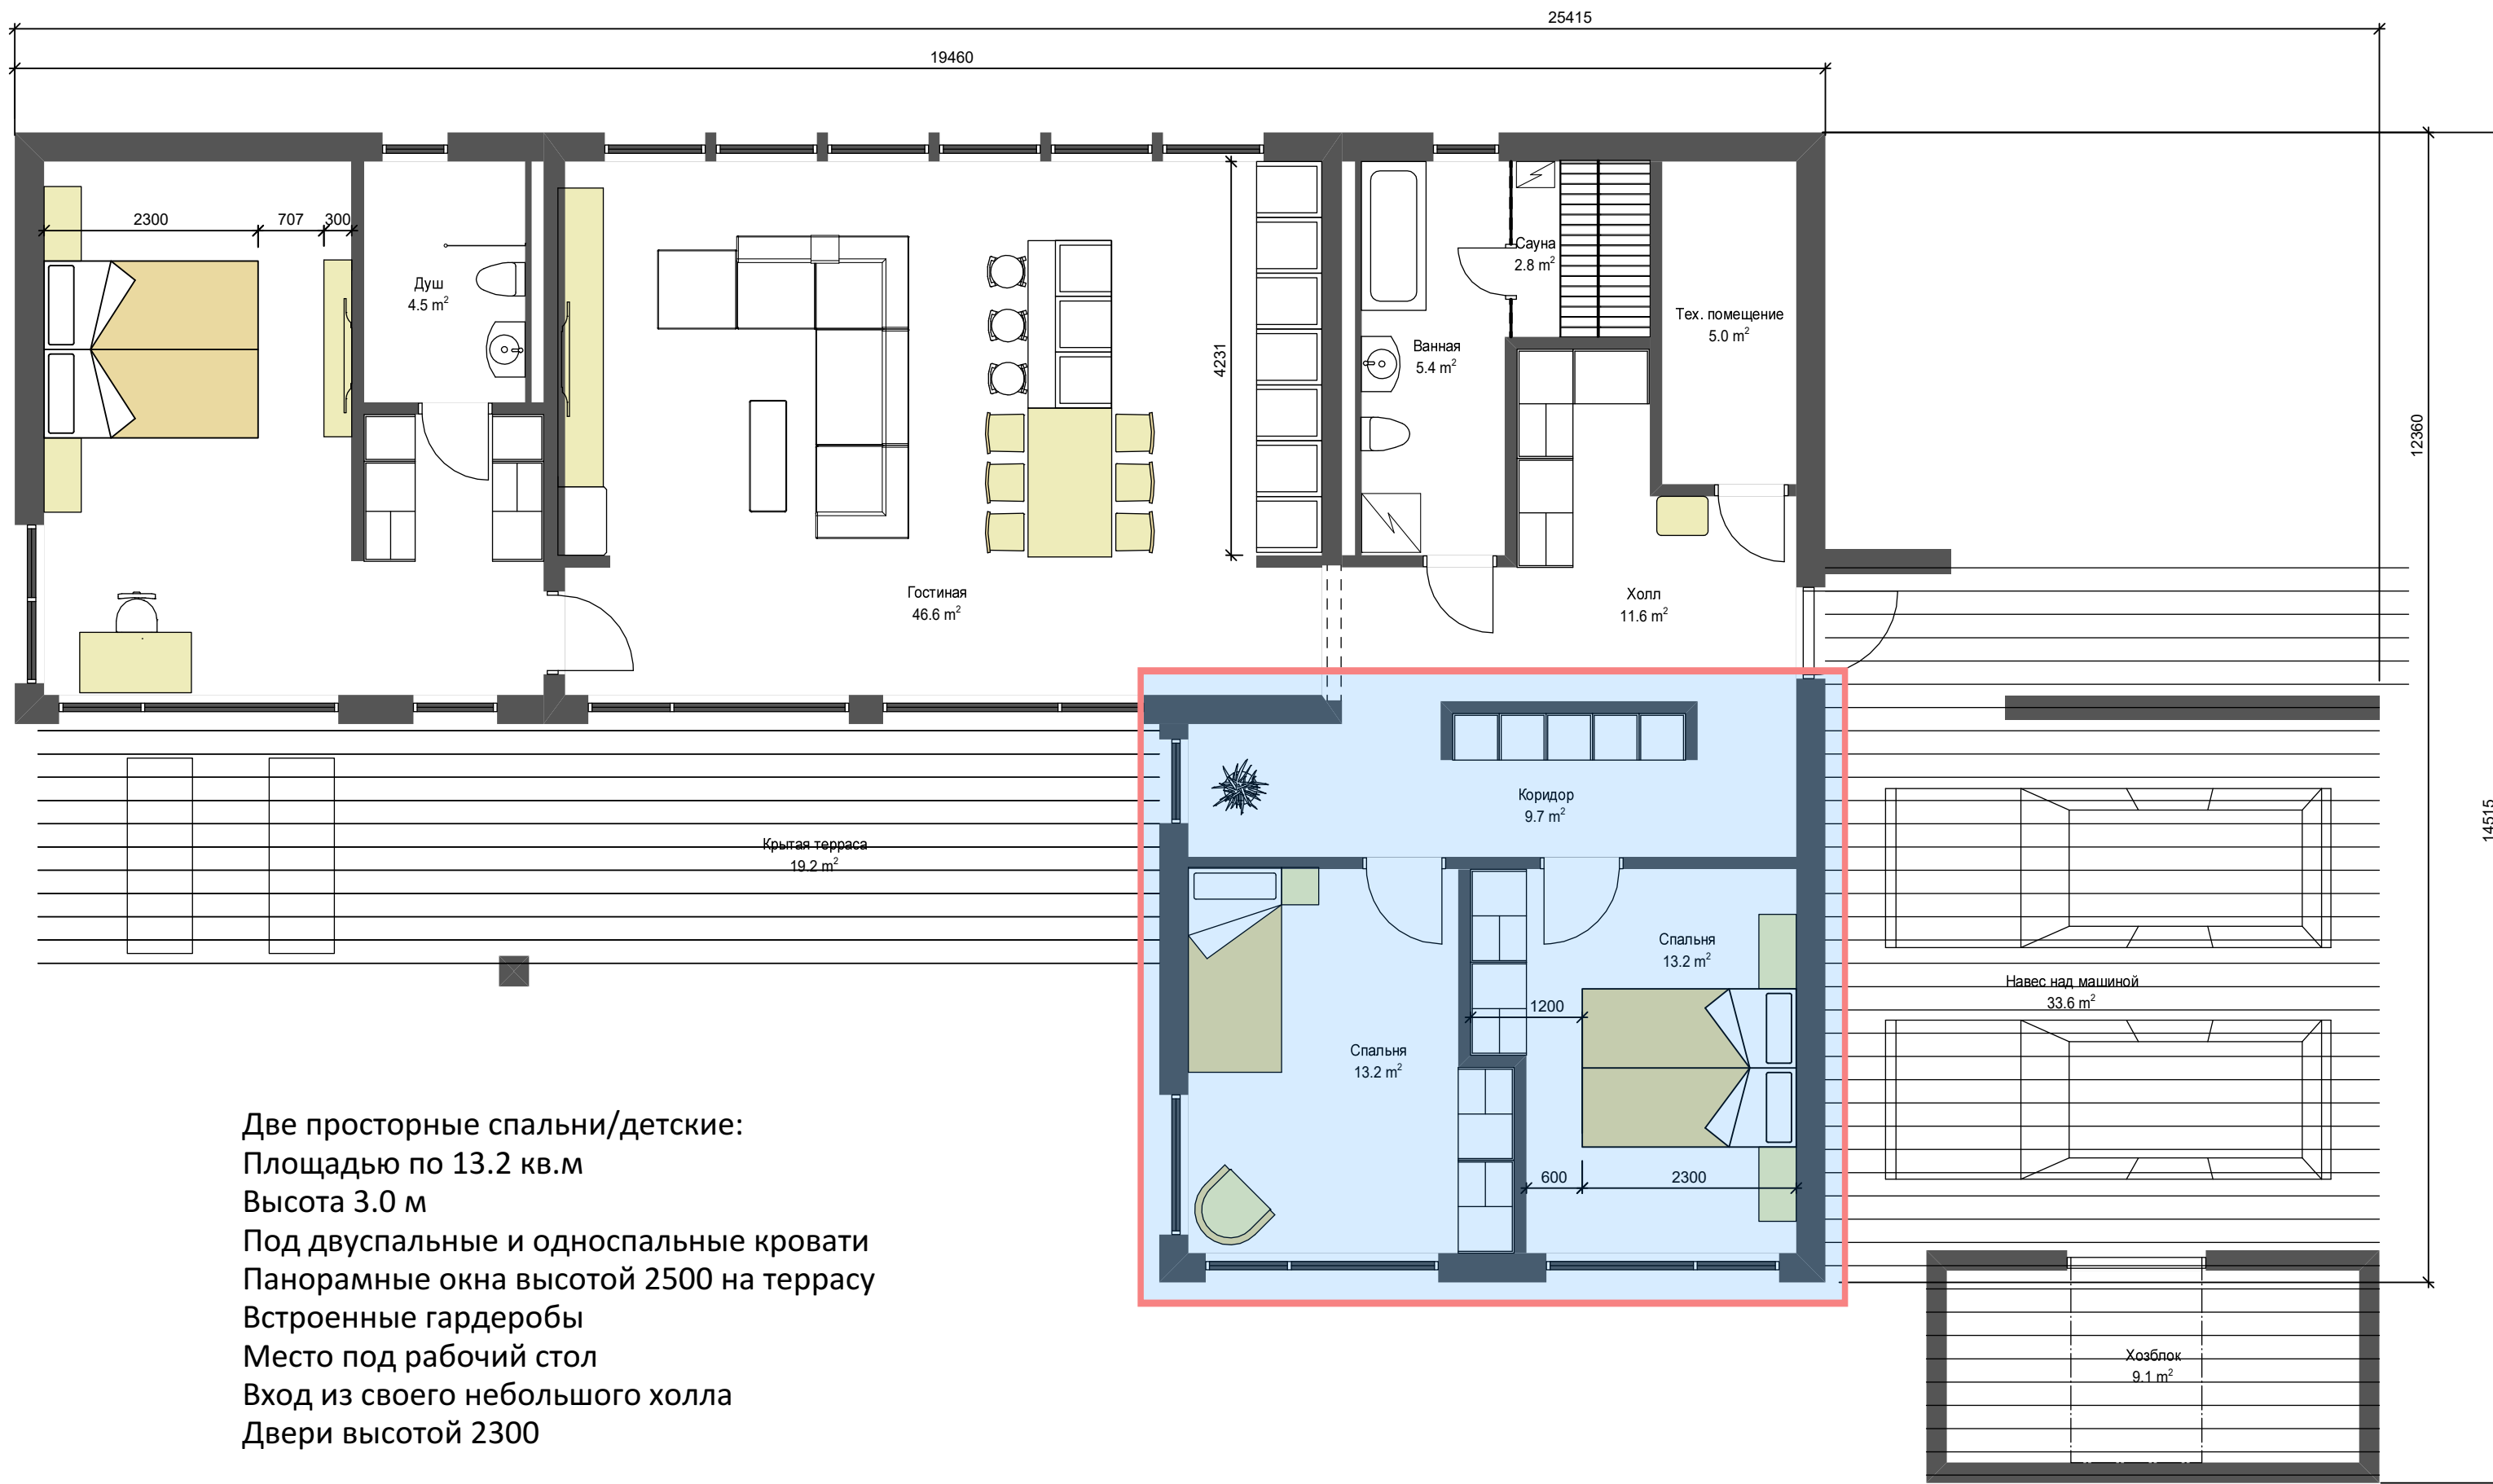 25415
19460
2300
707
300
Душ
4.5 m²
4231
Сауна
2.8 m²
Тех. помещение
5.0 m²
Ванная
5.4 m²
12360
Гостиная
46.6 m²
Холл
11.6 m²
Коридор
9.7 m²
14515
Крытая терраса
19.2 m²
Спальня
13.2 m²
Навес над машиной
33.6 m²
1200
Спальня
13.2 m²
600
2300
Две просторные спальни/детские:
Площадью по 13.2 кв.м
Высота 3.0 м
Под двуспальные и односпальные кровати
Панорамные окна высотой 2500 на террасу
Встроенные гардеробы
Место под рабочий стол
Вход из своего небольшого холла
Двери высотой 2300
Хозблок
9.1 m²